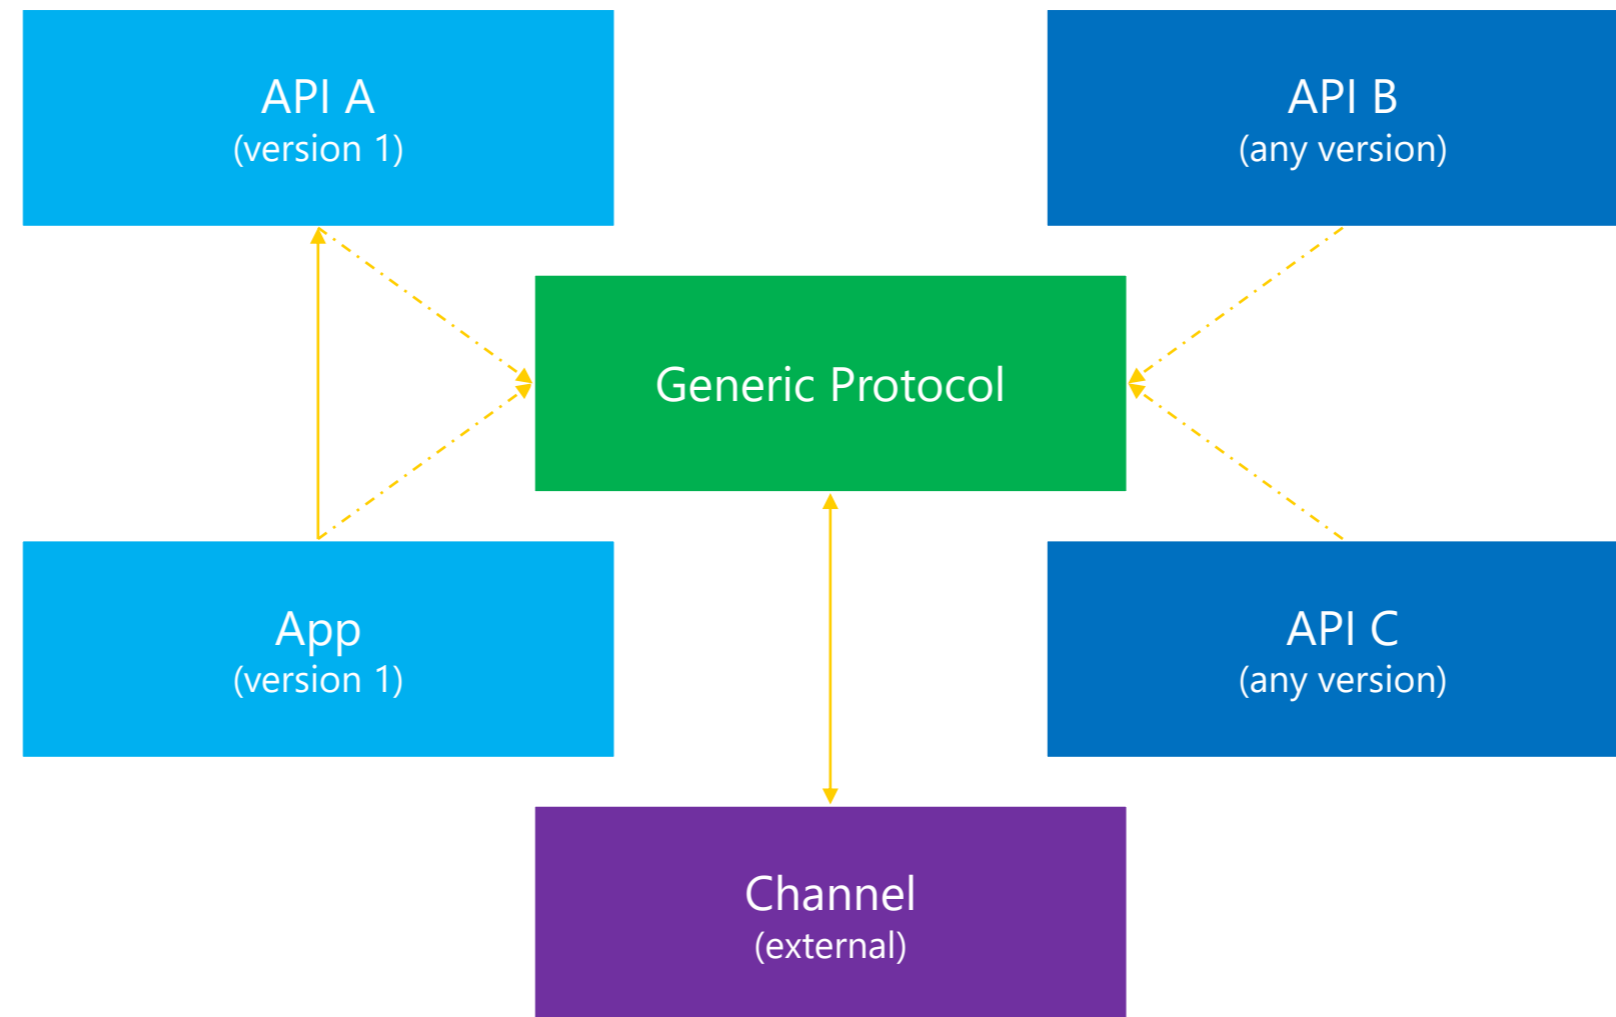 API A
(version 1)
API B
(any version)
Generic Protocol
App
(version 1)
API C
(any version)
Channel
(external)